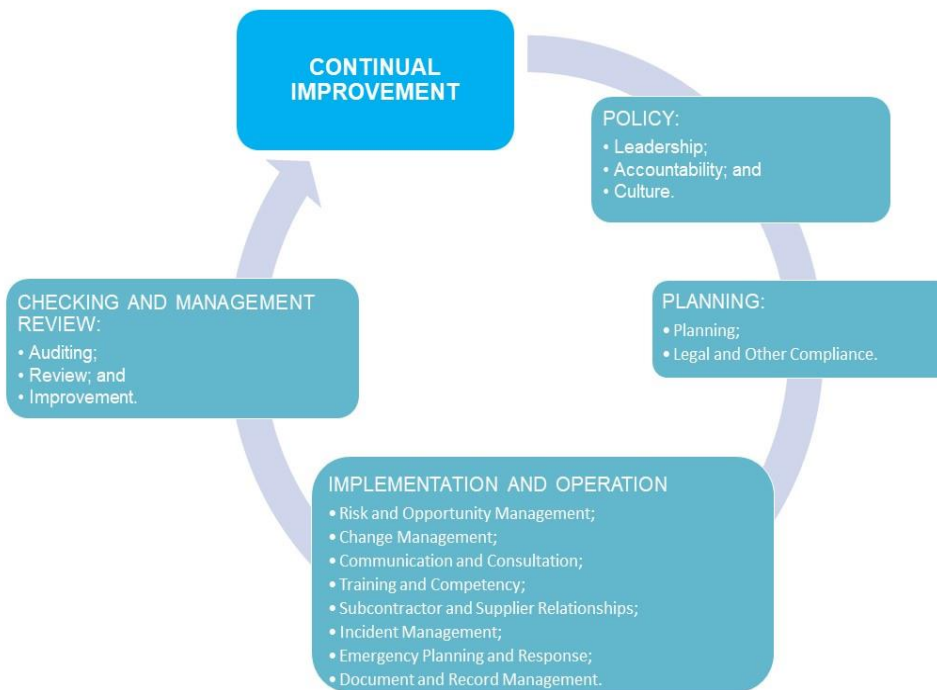 CONTINUAL
IMPROVEMENT
POLICY:
• Leadership;
• Accountability; and
• Culture.
PLANNING:
• Planning;
• Legal and Other Compliance.
IMPLEMENTATION AND OPERATION
• Risk and Opportunity Management;
• Change Management;
• Communication and Consultation;
• Training and Competency;
• Subcontractor and Supplier Relationships;
• Incident Management;
• Emergency Planning and Response;
• Document and Record Management.
CHECKING AND MANAGEMENT
REVIEW:
• Auditing;
• Review; and
• Improvement.